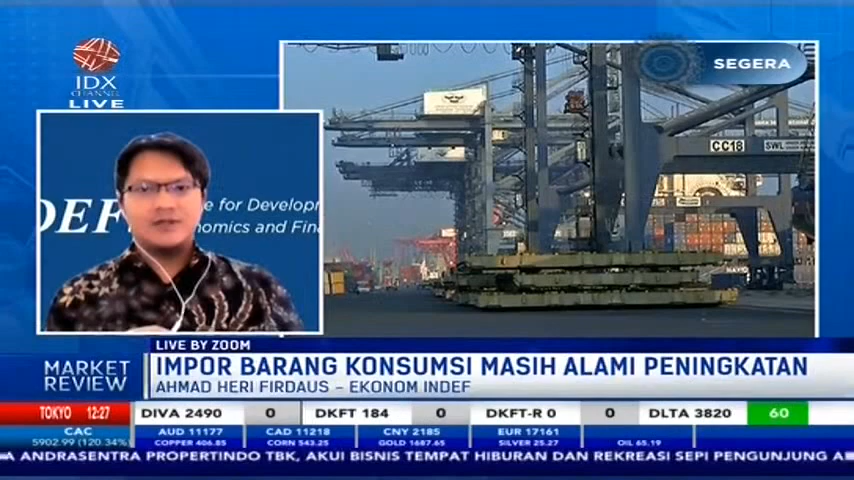 IDX
CHANNEL
LIVE
SEGERA
CC18
SWL
DEF
e for Developm
onomics and Fina
LIVE BY ZOOM
MARKET
REVIEW
IMPOR BARANG KONSUMSI MASIH ALAMI PENINGKATAN
AHMAD HERI FIRDAUS – EKONOM INDEF
TOKYO 12:27
DIVA 2490 0 DKFT 184 0 DKFT-R 0 0 DLTA 3820 60
CAC
5902.99 (120.34%)
AUD 11177 CAD 11218 CNY 2185 EUR 17161
COPPER 406.85 CORN 543.25 GOLD 1687.65 SILVER 25.27 OIL 65.19
A ANDRASENTRA PROPERTINDO TBK, AKUI BISNIS TEMPAT HIBURAN DAN REKREASI SEPI PENGUNJUNG A